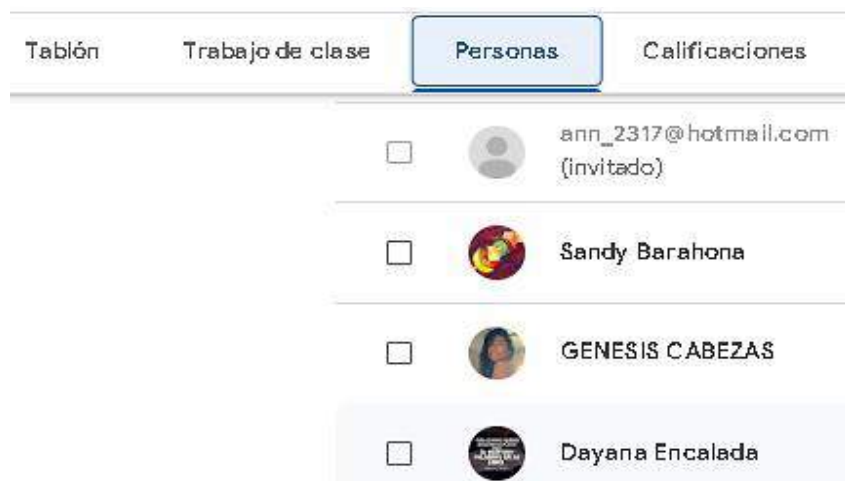 Tablón
Trabajo de clase
Personas
Calificaciones
ann_2317@hotmail.com
(invitado)
Sandy Barahona
GENESIS CABEZAS
Dayana Encalada